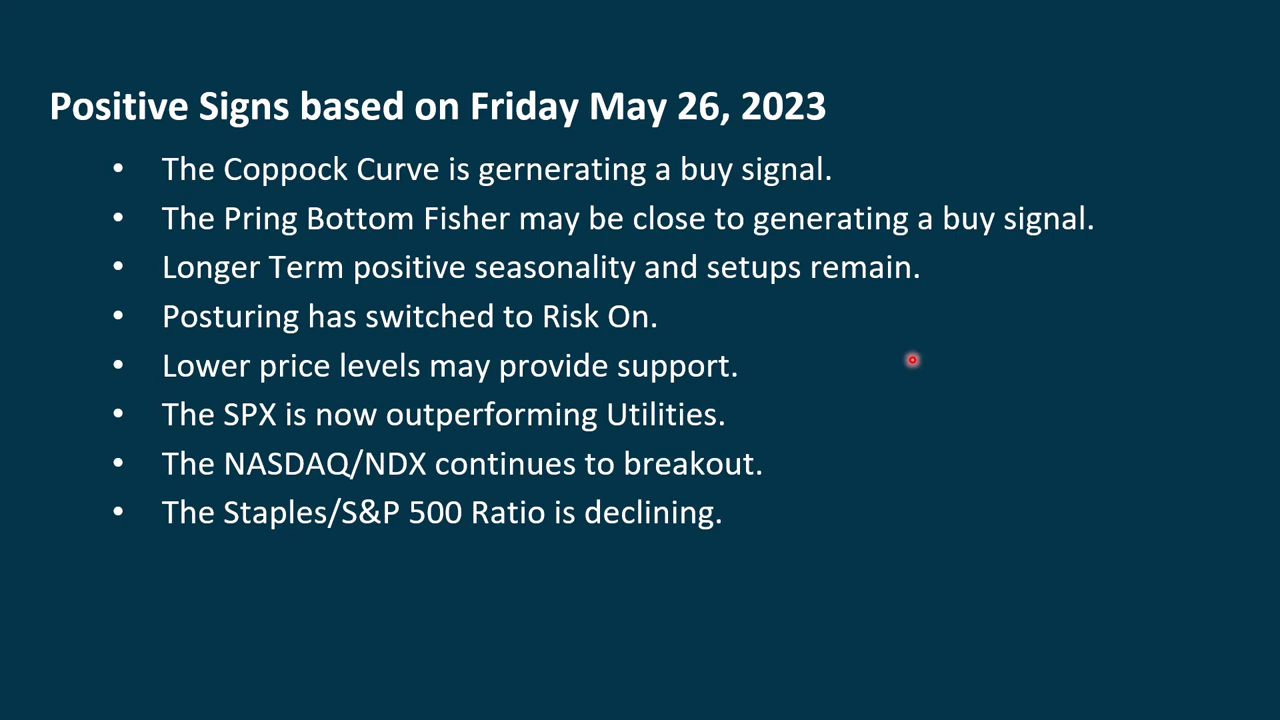 Positive Signs based on Friday May 26, 2023
• The Coppock Curve is gernerating a buy signal.
• The Pring Bottom Fisher may be close to generating a buy signal.
• Longer Term positive seasonality and setups remain.
• Posturing has switched to Risk On.
• Lower price levels may provide support.
• The SPX is now outperforming Utilities.
• The NASDAQ/NDX continues to breakout.
• The Staples/S&P 500 Ratio is declining.